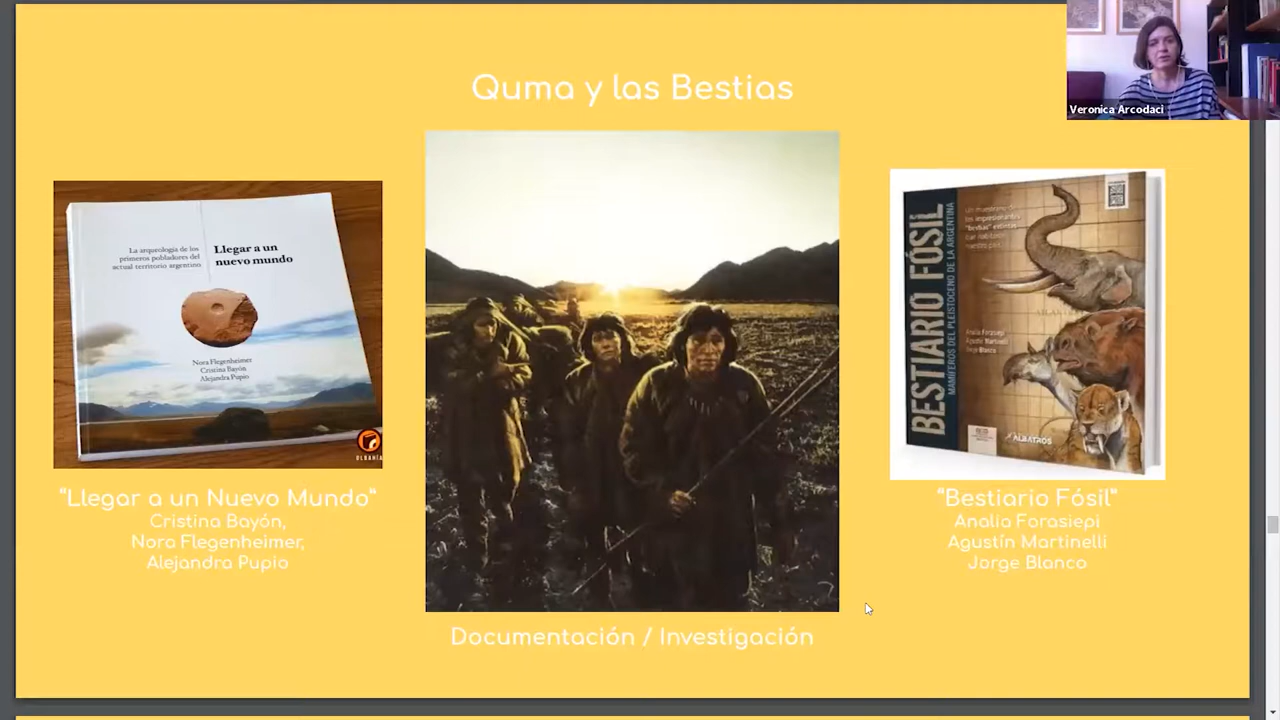 Quma y las Bestias
Veronica Arcodaci
La arqueología de los
primeros pobladores del
actual territorio argentino
Llegar a un
nuevo mundo
Nora Flegenheimer
Cristina Bayón
Alejandra Pupio
"Llegar a un Nuevo Mundo"
Cristina Bayón,
Nora Flegenheimer,
Alejandra Pupio
Documentación / Investigación
BESTIARIO FÓSIL
MAMÍFEROS DEL PLEISTOCENO DE LA ARGENTINA
Analía Forasiepi
Agustín Martinelli
Jorge Blanco
ALBATROS
"Bestiario Fósil"
Analia Forasiepi
Agustín Martinelli
Jorge Blanco